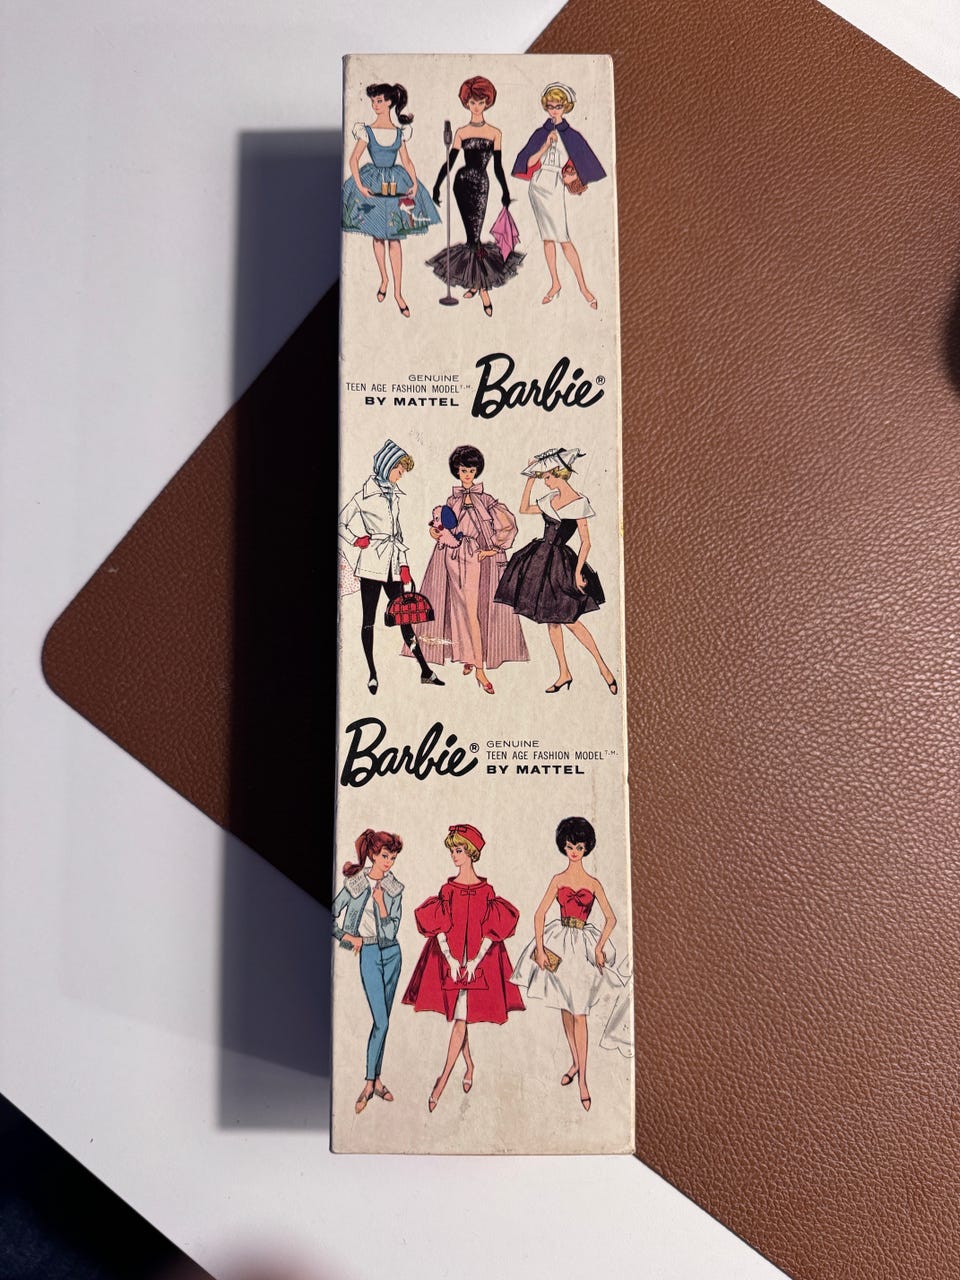 GENUINE
TEEN AGE FASHION MODEL T.M.
BY MATTEL
Barbie®
Barbie®
GENUINE
TEEN AGE FASHION MODEL T.M.
BY MATTEL